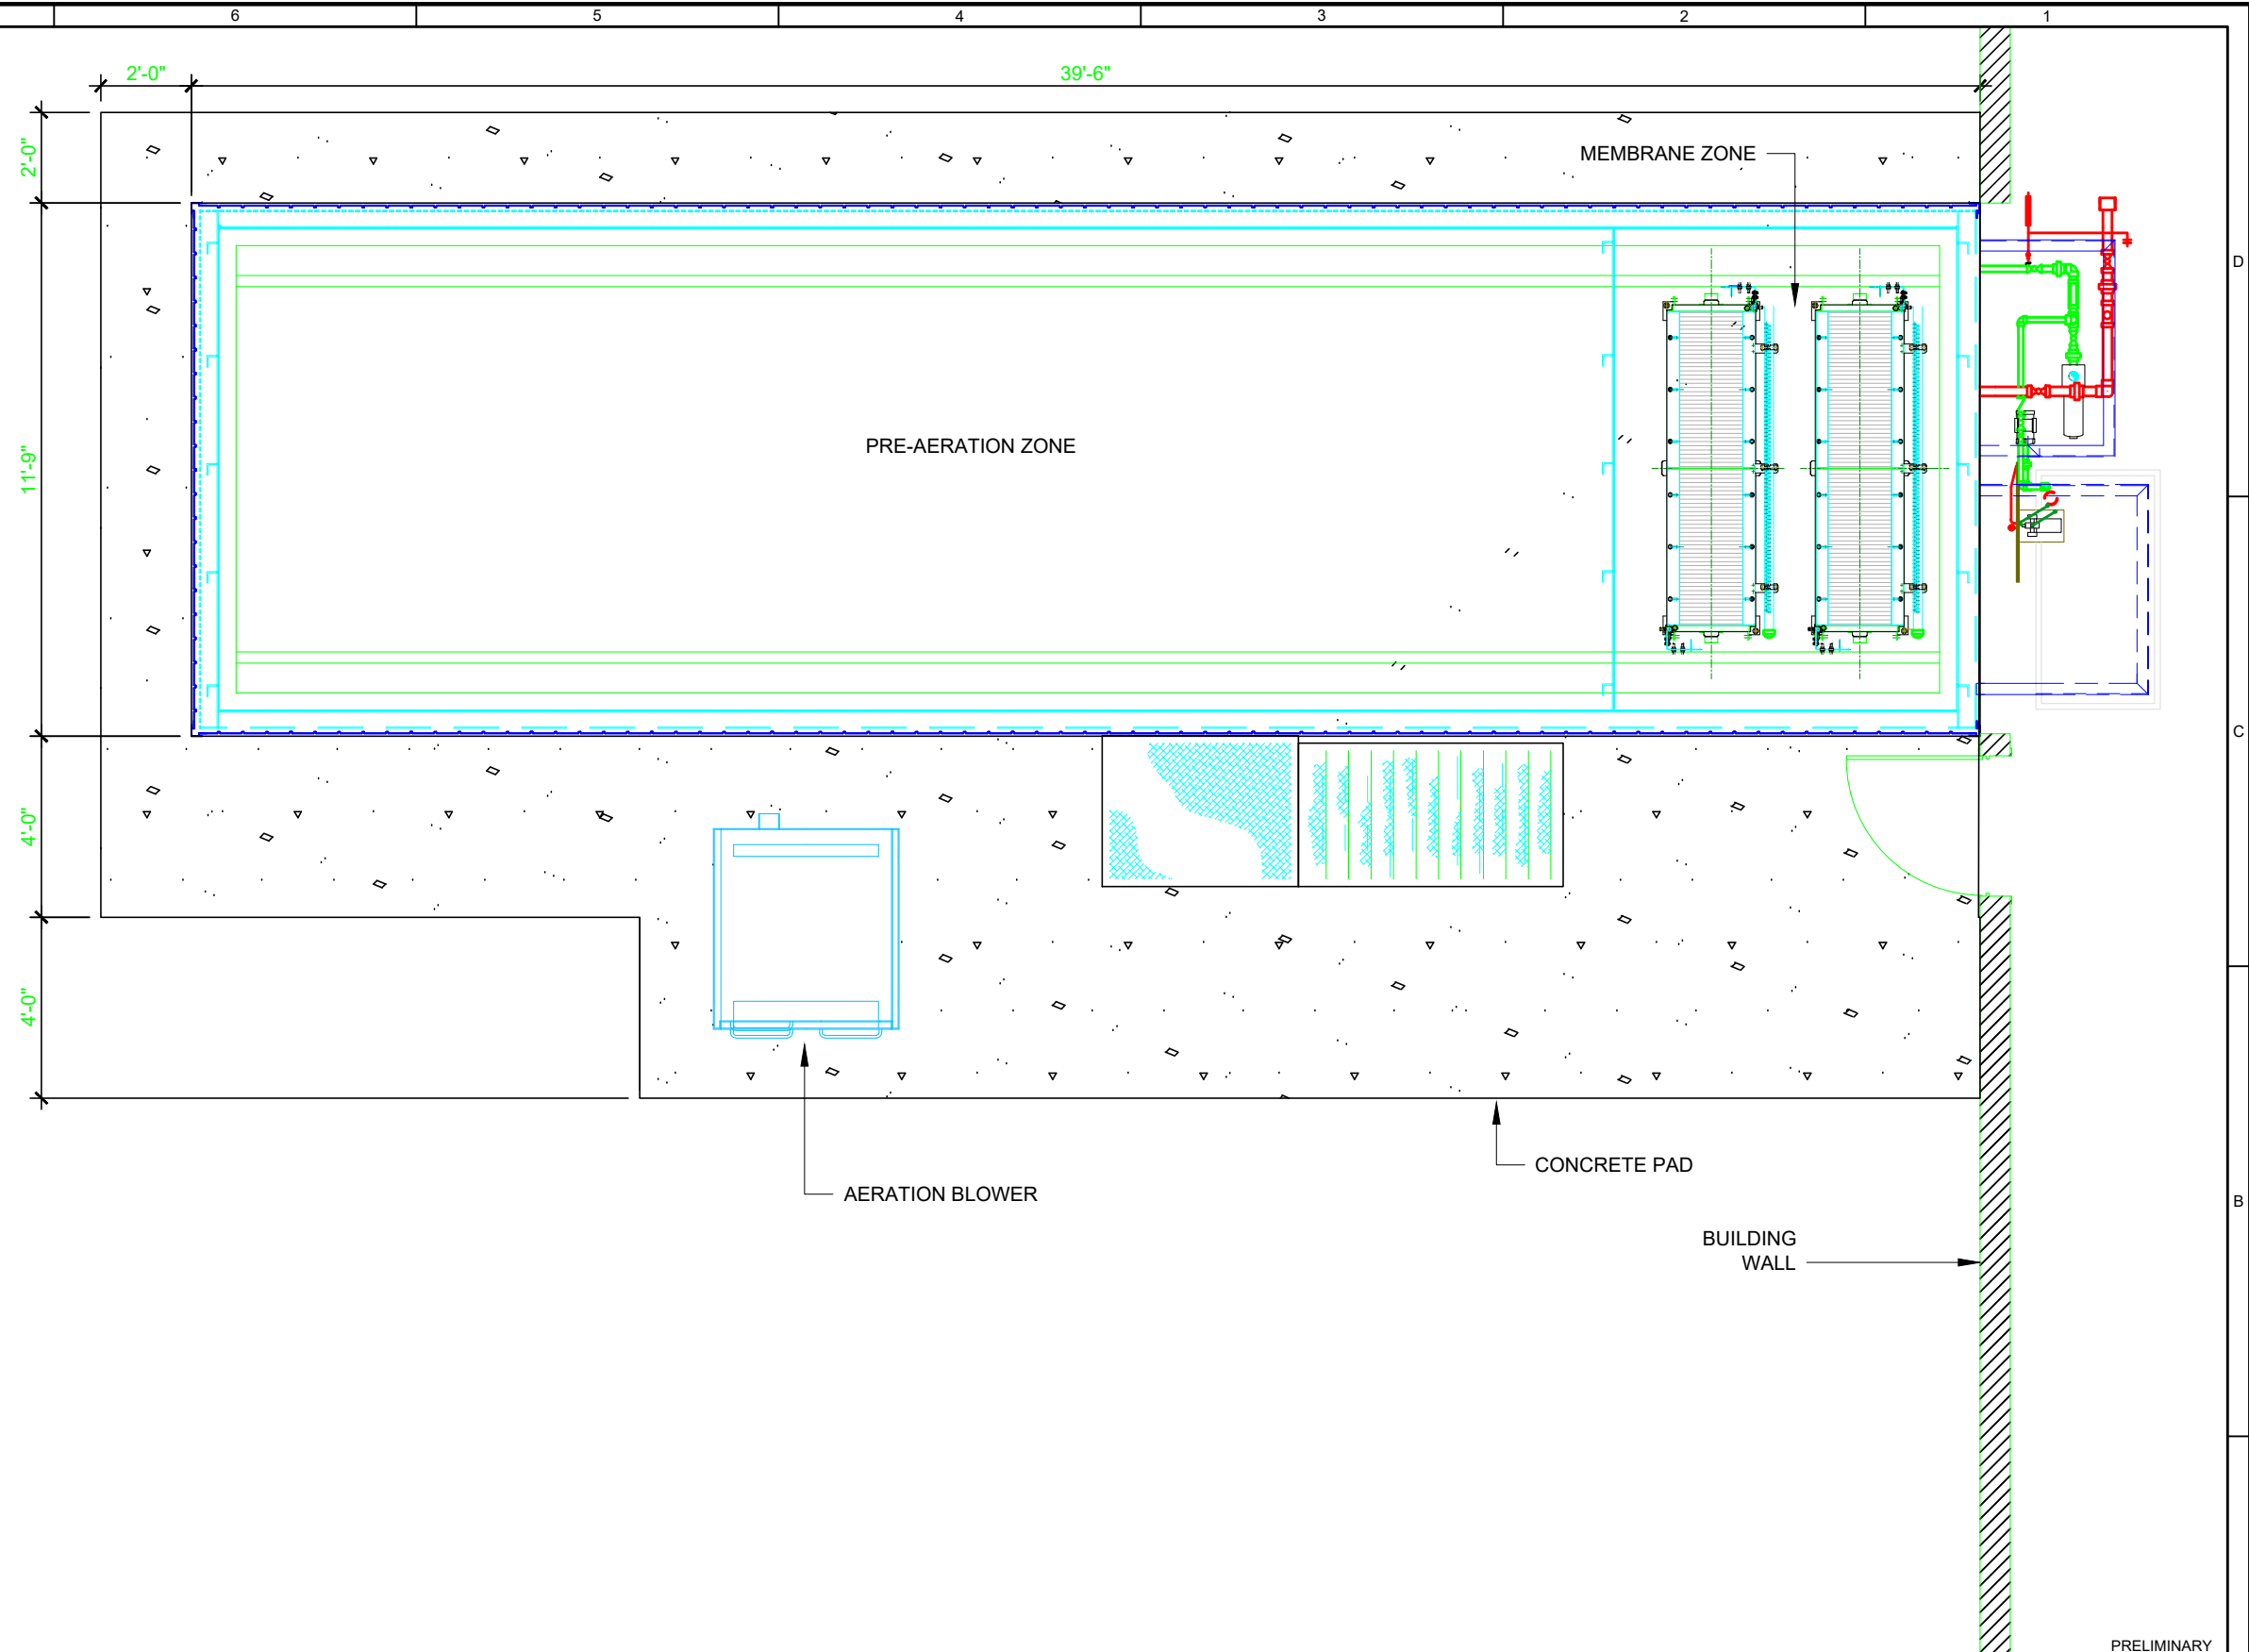 6 5 4 3 2 1
2'-0" 39'-6"
2'-0"
MEMBRANE ZONE
D
PRE-AERATION ZONE
11'-9"
C
4'-0"
4'-0"
CONCRETE PAD
AERATION BLOWER
B
BUILDING
WALL
PRELIMINARY